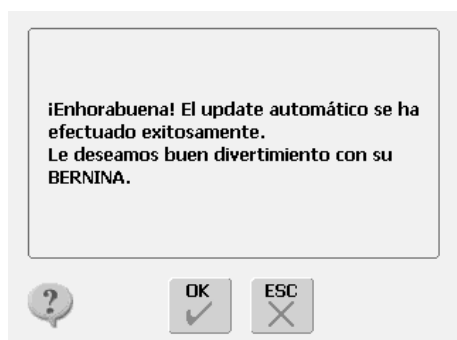 ¡Enhorabuena! El update automático se ha
efectuado exitosamente.
Le deseamos buen divertimiento con su
BERNINA.
?
OK
ESC